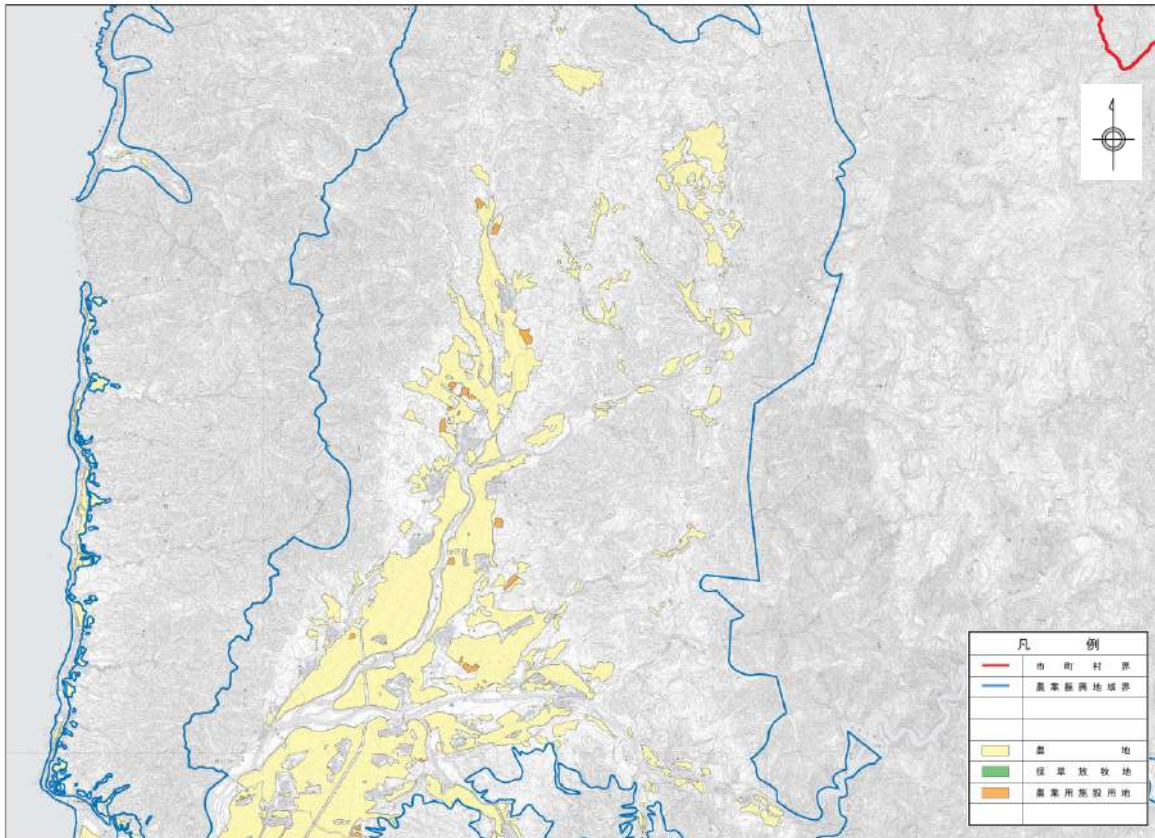 凡 例
市 町 村 界
農 業 振 興 地 域 界
農 地
採 草 放 牧 地
農 業 用 施 設 用 地